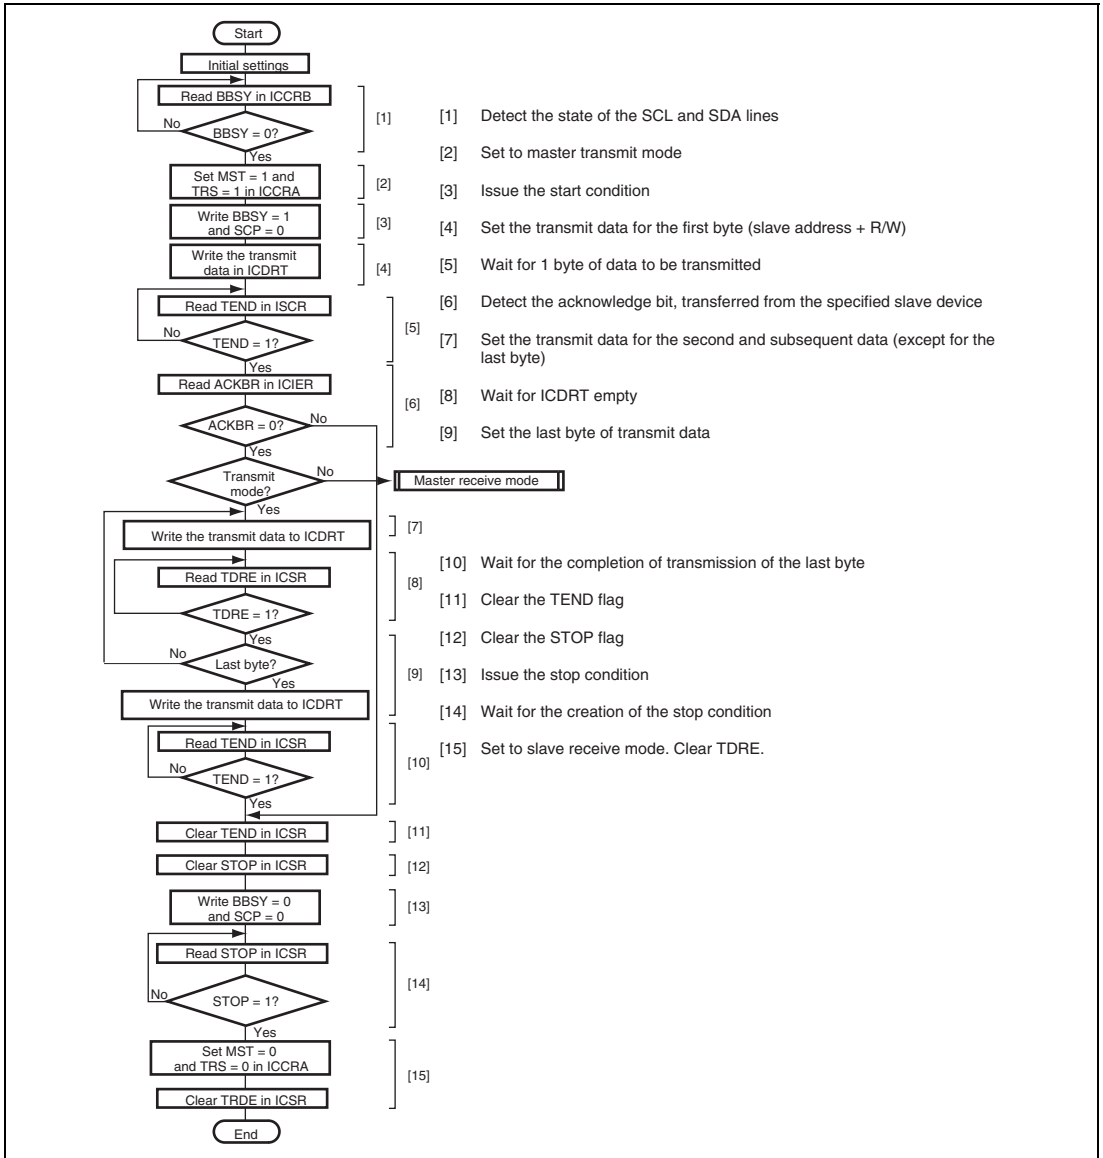 Start
Initial settings
Read BBSY in ICCRB
No
BBSY = 0?
Yes
[1]
Set MST = 1 and
TRS = 1 in ICCRA
[2]
Write BBSY = 1
and SCP = 0
[3]
Write the transmit
data in ICDRT
[4]
Read TEND in ISCR
No
TEND = 1?
Yes
[5]
Read ACKBR in ICIER
ACKBR = 0?
No
Yes
[6]
Transmit
mode?
No
Yes
Master receive mode
Write the transmit data to ICDRT
[7]
Read TDRE in ICSR
TDRE = 1?
Yes
[8]
No
Last byte?
Yes
Write the transmit data to ICDRT
[9]
Read TEND in ICSR
No
TEND = 1?
Yes
[10]
Clear TEND in ICSR
[11]
Clear STOP in ICSR
[12]
Write BBSY = 0
and SCP = 0
[13]
Read STOP in ICSR
No
STOP = 1?
Yes
[14]
Set MST = 0
and TRS = 0 in ICCRA
Clear TRDE in ICSR
[15]
End
[1] Detect the state of the SCL and SDA lines
[2] Set to master transmit mode
[3] Issue the start condition
[4] Set the transmit data for the first byte (slave address + R/W)
[5] Wait for 1 byte of data to be transmitted
[6] Detect the acknowledge bit, transferred from the specified slave device
[7] Set the transmit data for the second and subsequent data (except for the
last byte)
[8] Wait for ICDRT empty
[9] Set the last byte of transmit data
[10] Wait for the completion of transmission of the last byte
[11] Clear the TEND flag
[12] Clear the STOP flag
[13] Issue the stop condition
[14] Wait for the creation of the stop condition
[15] Set to slave receive mode. Clear TDRE.